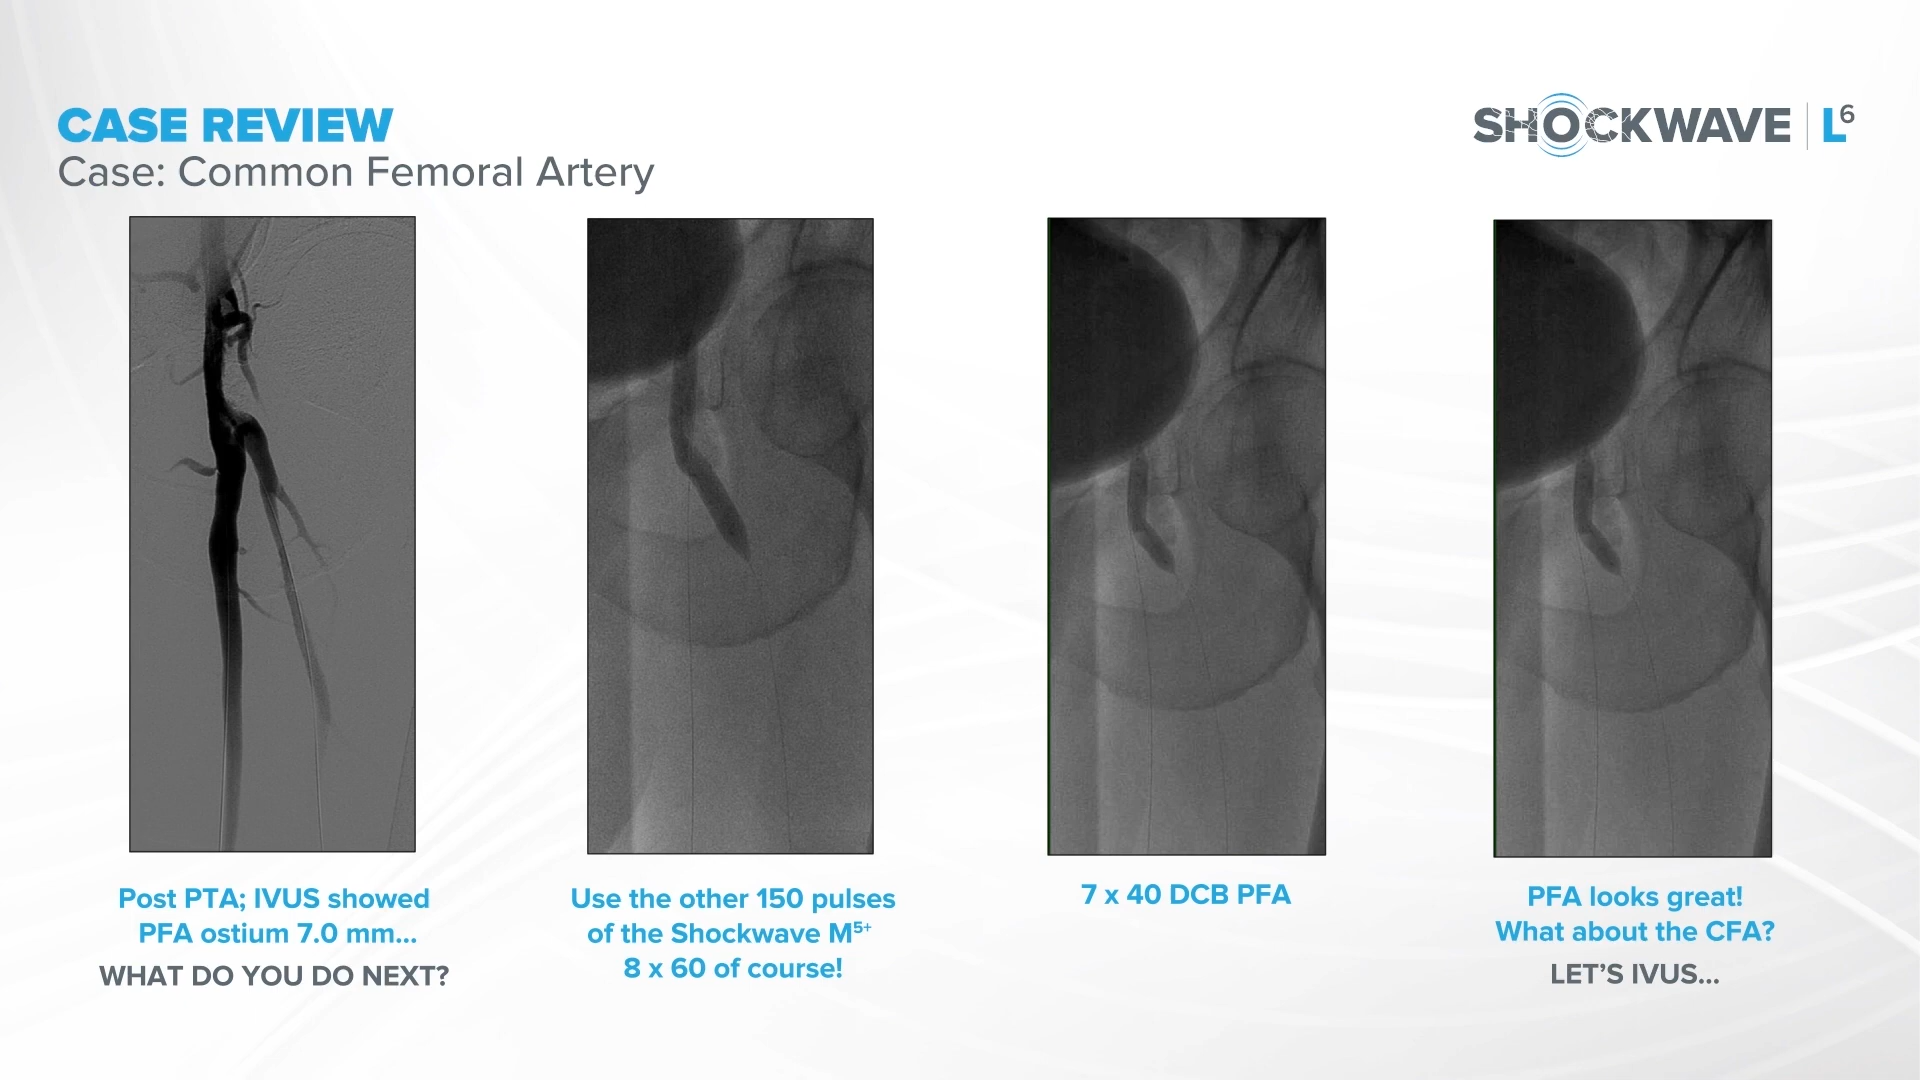 CASE REVIEW
Case: Common Femoral Artery
SHOCKWAVE | L⁶
Post PTA; IVUS showed
PFA ostium 7.0 mm...
WHAT DO YOU DO NEXT?
Use the other 150 pulses
of the Shockwave M⁵⁺
8 x 60 of course!
7 x 40 DCB PFA
PFA looks great!
What about the CFA?
LET’S IVUS...